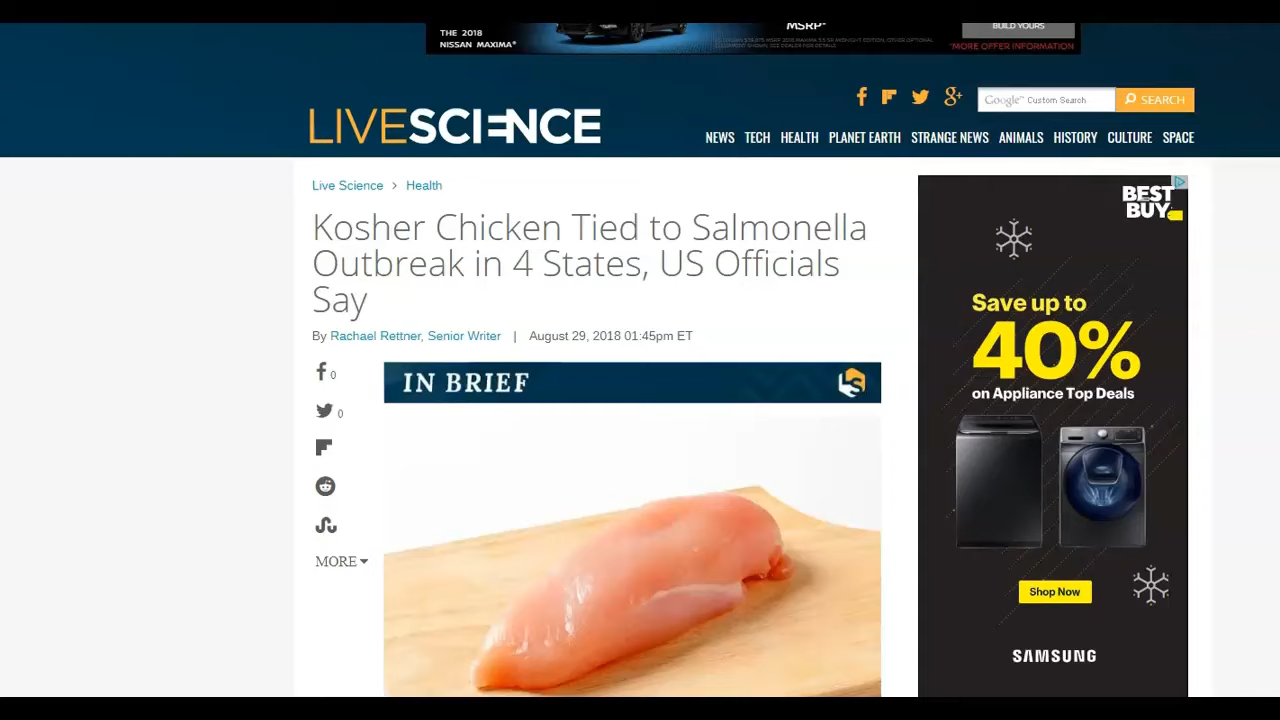 MSRP*
BUILD YOURS
THE 2018
NISSAN MAXIMA*
*MORE OFFER INFORMATION
LIVESCIENCE
Google™ Custom Search
SEARCH
NEWS TECH HEALTH PLANET EARTH STRANGE NEWS ANIMALS HISTORY CULTURE SPACE
Live Science > Health
Kosher Chicken Tied to Salmonella
Outbreak in 4 States, US Officials
Say
By Rachael Rettner, Senior Writer | August 29, 2018 01:45pm ET
0
0
MORE
IN BRIEF
LS
BEST
BUY
Save up to
40%
on Appliance Top Deals
Shop Now
SAMSUNG